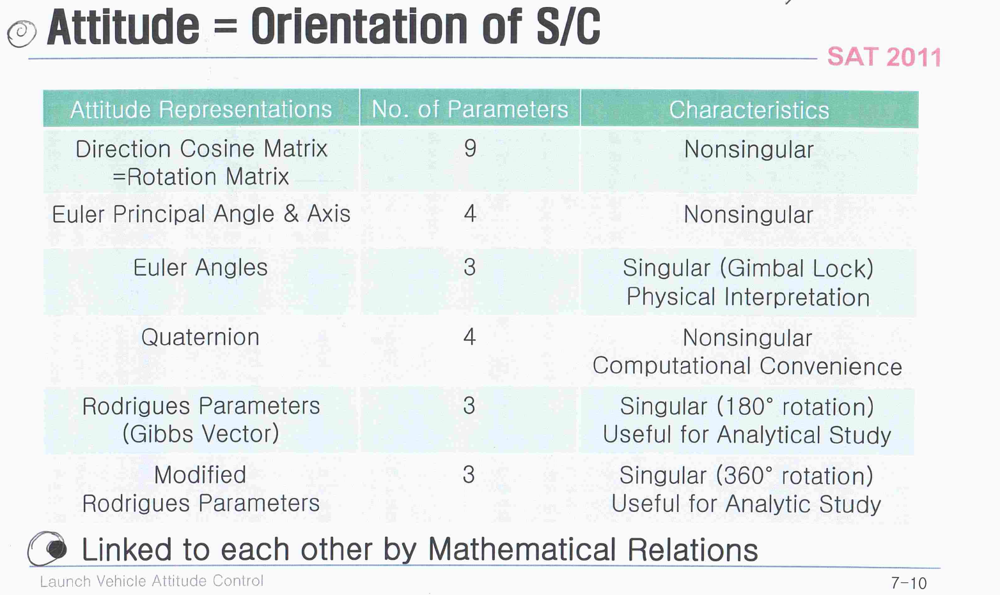 Attitude = Orientation of S/C
SAT 2011
Attitude Representations No. of Parameters Characteristics
Direction Cosine Matrix 9 Nonsingular
=Rotation Matrix
Euler Principal Angle & Axis 4 Nonsingular
Euler Angles 3 Singular (Gimbal Lock)
Physical Interpretation
Quaternion 4 Nonsingular
Computational Convenience
Rodrigues Parameters 3 Singular (180° rotation)
(Gibbs Vector) Useful for Analytical Study
Modified 3 Singular (360° rotation)
Rodrigues Parameters Useful for Analytic Study
Linked to each other by Mathematical Relations
Launch Vehicle Attitude Control 7-10